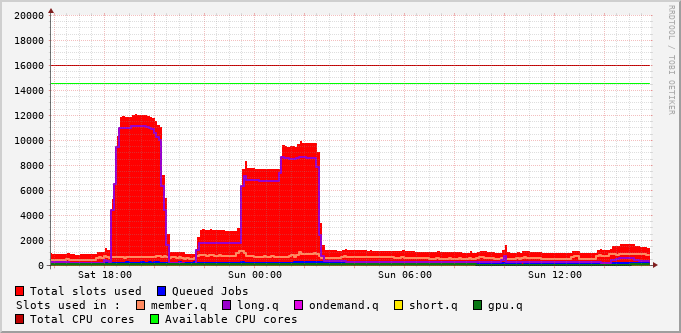 20000
18000
16000
14000
12000
10000
8000
6000
4000
2000
0
Sat 18:00 Sun 00:00 Sun 06:00 Sun 12:00
RRDTOOL / TOBI OETIKER
Total slots used Queued Jobs
Slots used in : member.q long.q ondemand.q short.q gpu.q
Total CPU cores Available CPU cores